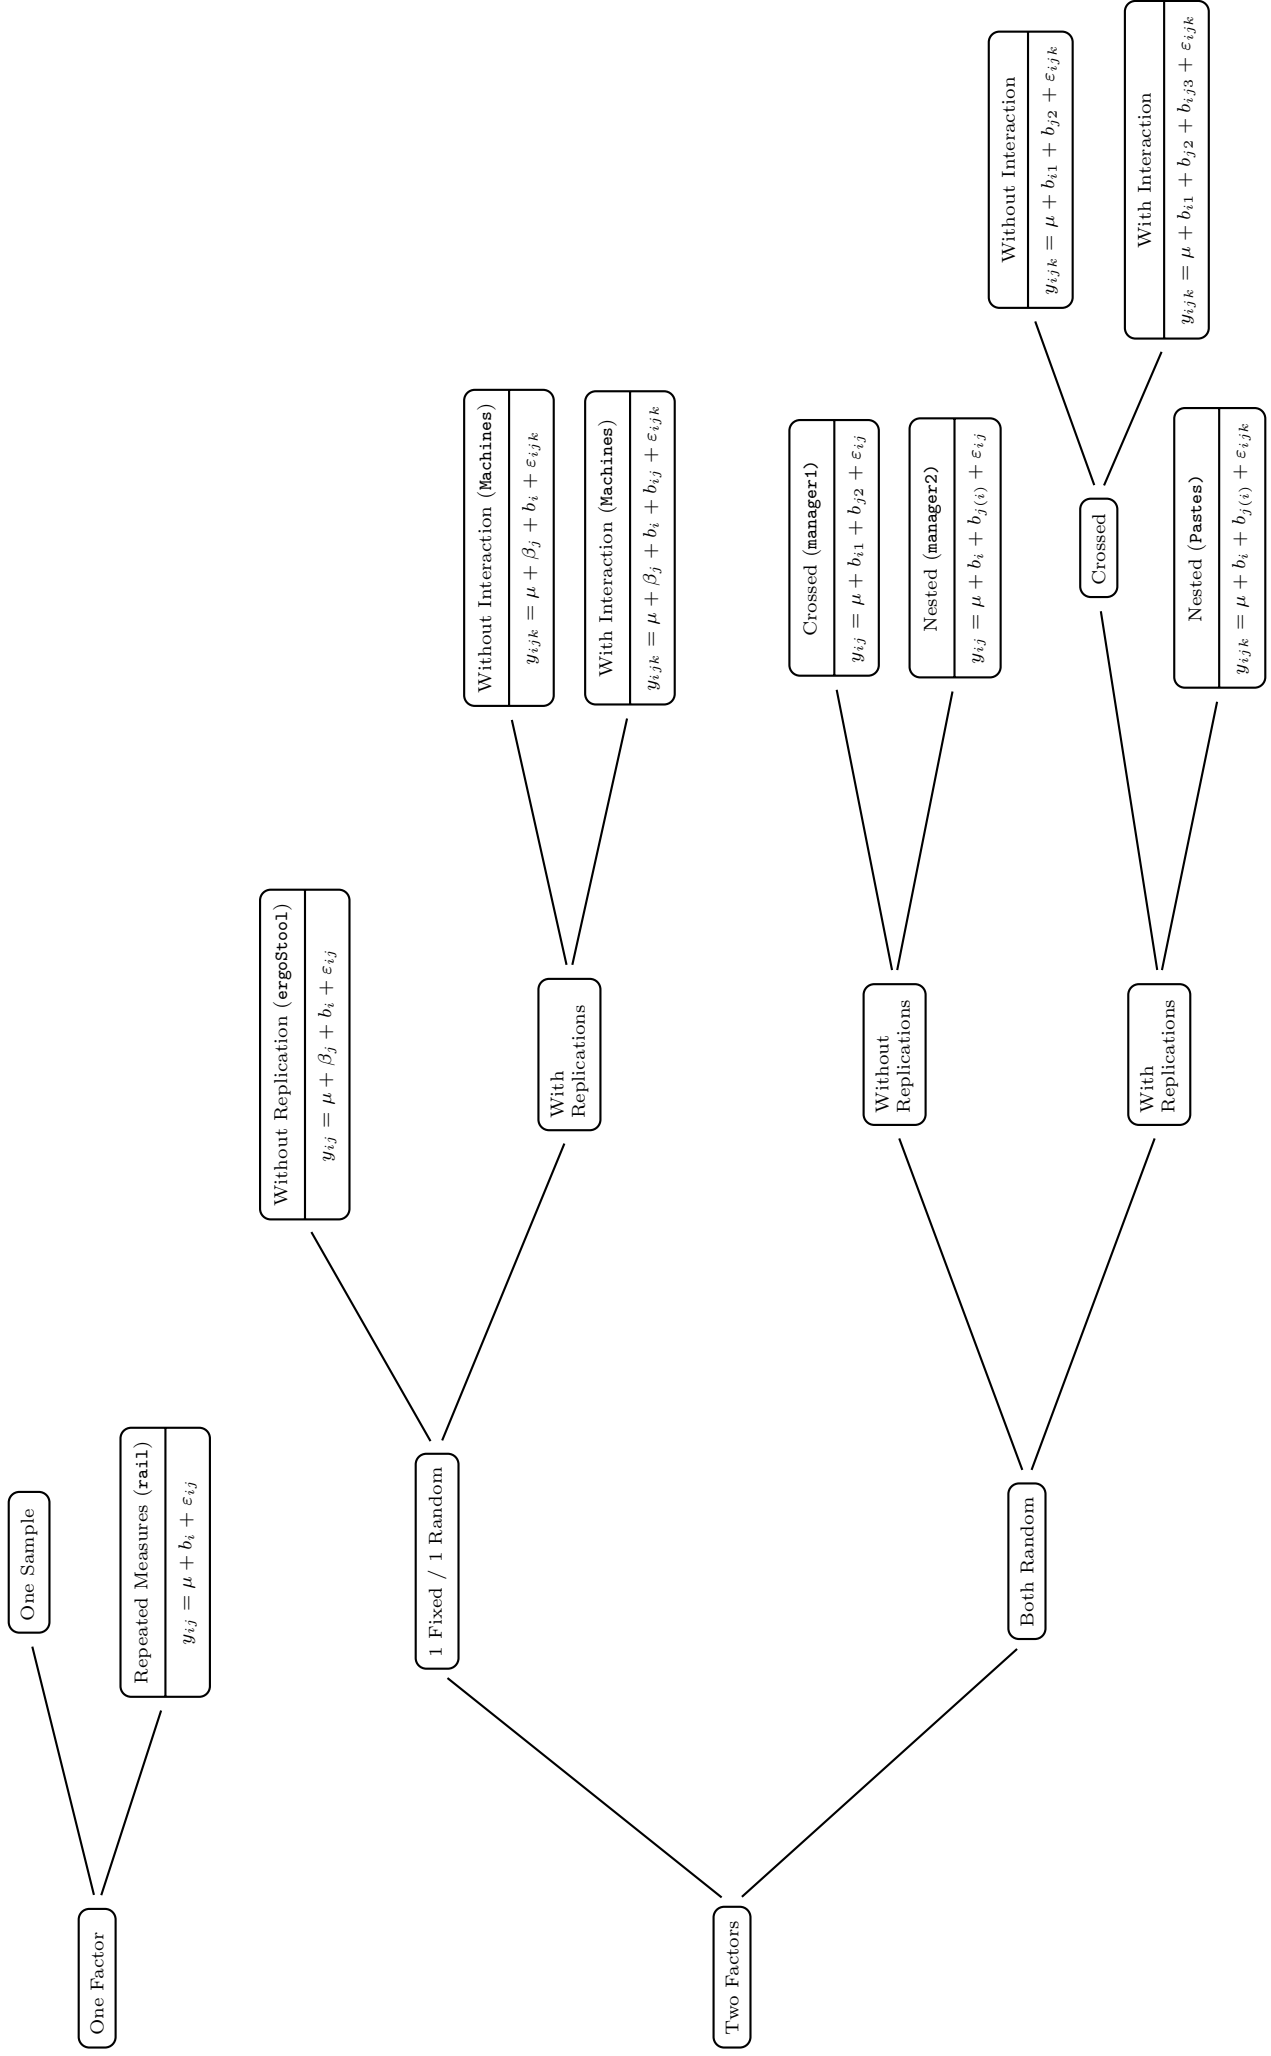 One Factor
One Sample
Repeated Measures (rail)
y_{ij} = μ + b_i + ε_{ij}
Two Factors
1 Fixed / 1 Random
Without Replication (ergoStool)
y_{ij} = μ + β_j + b_i + ε_{ij}
With
Replications
Without Interaction (Machines)
y_{ijk} = μ + β_j + b_i + ε_{ijk}
With Interaction (Machines)
y_{ijk} = μ + β_j + b_i + b_{ij} + ε_{ijk}
Both Random
Without
Replications
Crossed (manager1)
y_{ij} = μ + b_{i1} + b_{j2} + ε_{ij}
Nested (manager2)
y_{ij} = μ + b_i + b_{j(i)} + ε_{ij}
With
Replications
Crossed
Without Interaction
y_{ijk} = μ + b_{i1} + b_{j2} + ε_{ijk}
With Interaction
y_{ijk} = μ + b_{i1} + b_{j2} + b_{ij3} + ε_{ijk}
Nested (Pastes)
y_{ijk} = μ + b_i + b_{j(i)} + ε_{ijk}